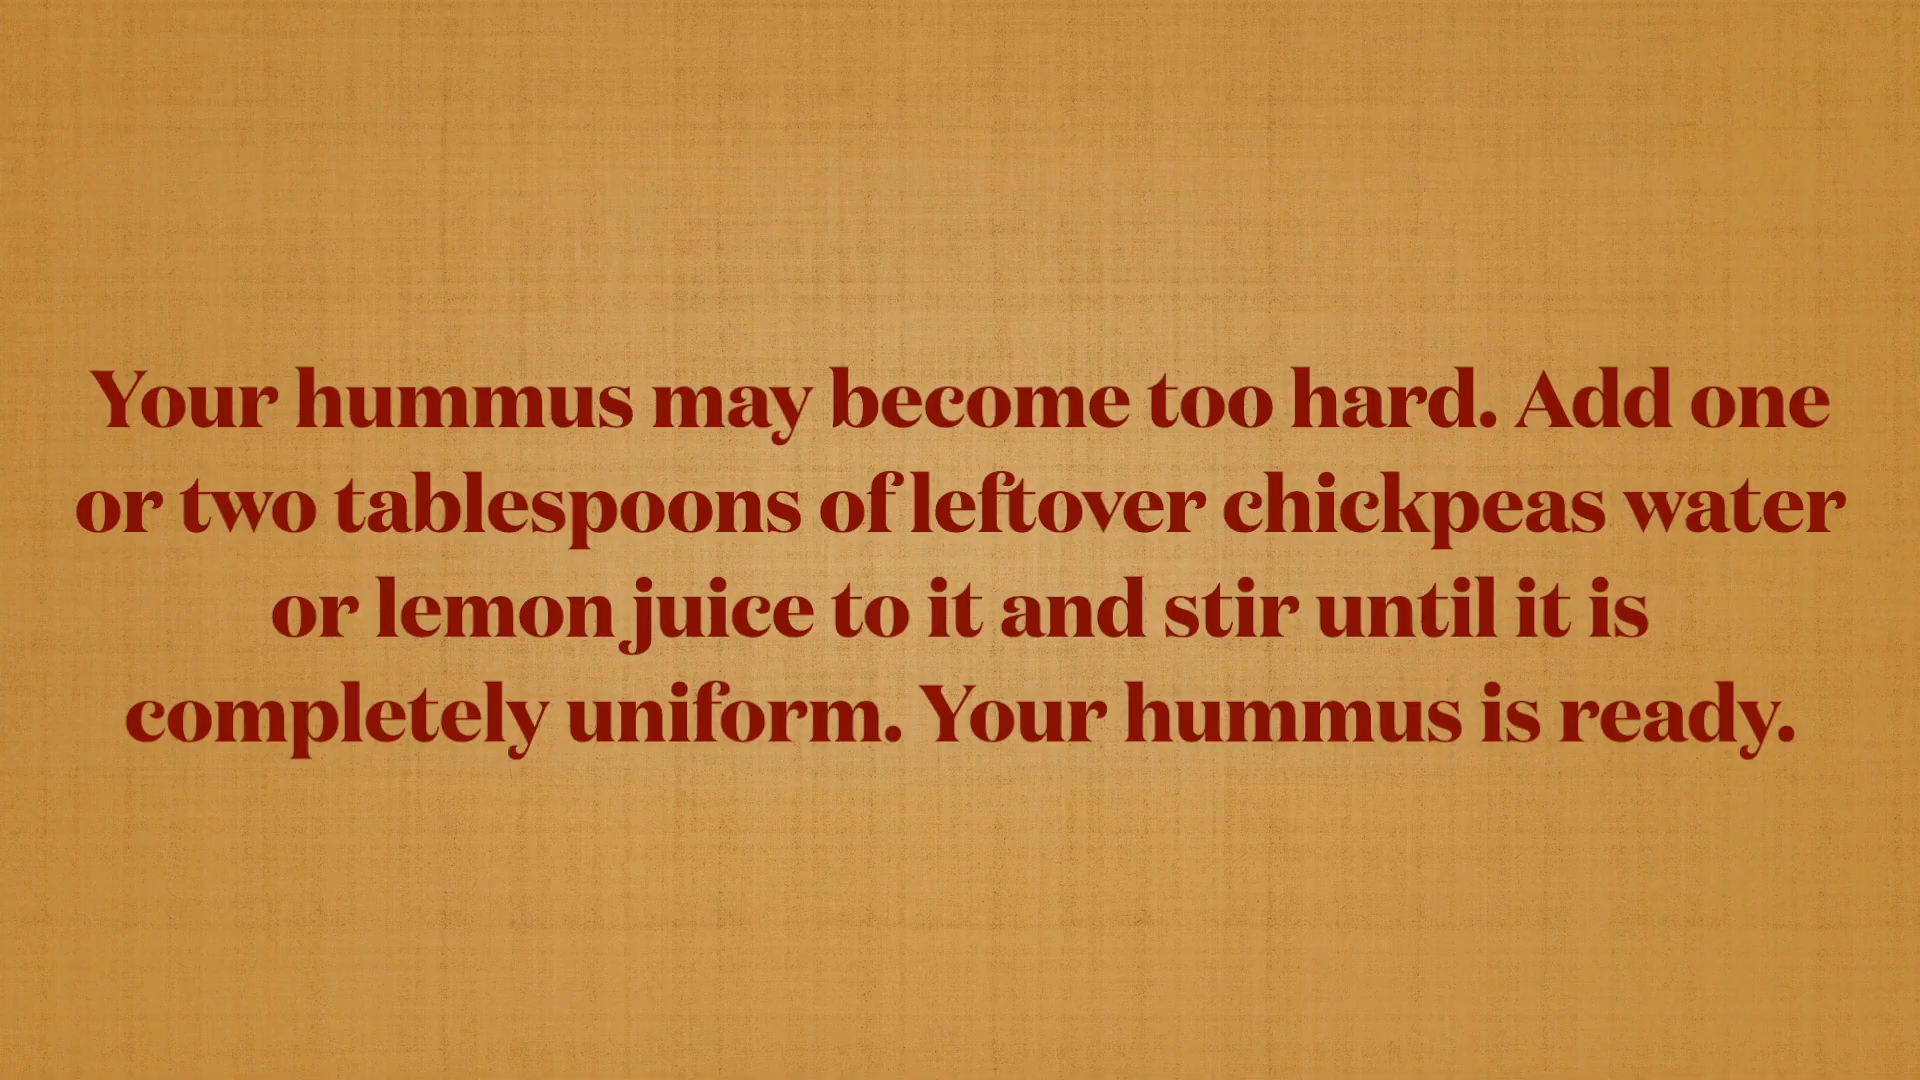 Your hummus may become too hard. Add one
or two tablespoons of leftover chickpeas water
or lemon juice to it and stir until it is
completely uniform. Your hummus is ready.